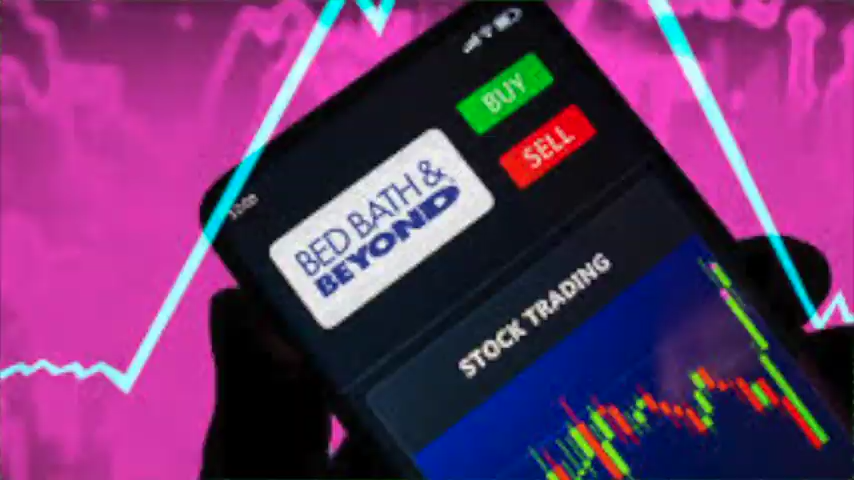 BUY
SELL
BED BATH &
BEYOND
STOCK TRADING